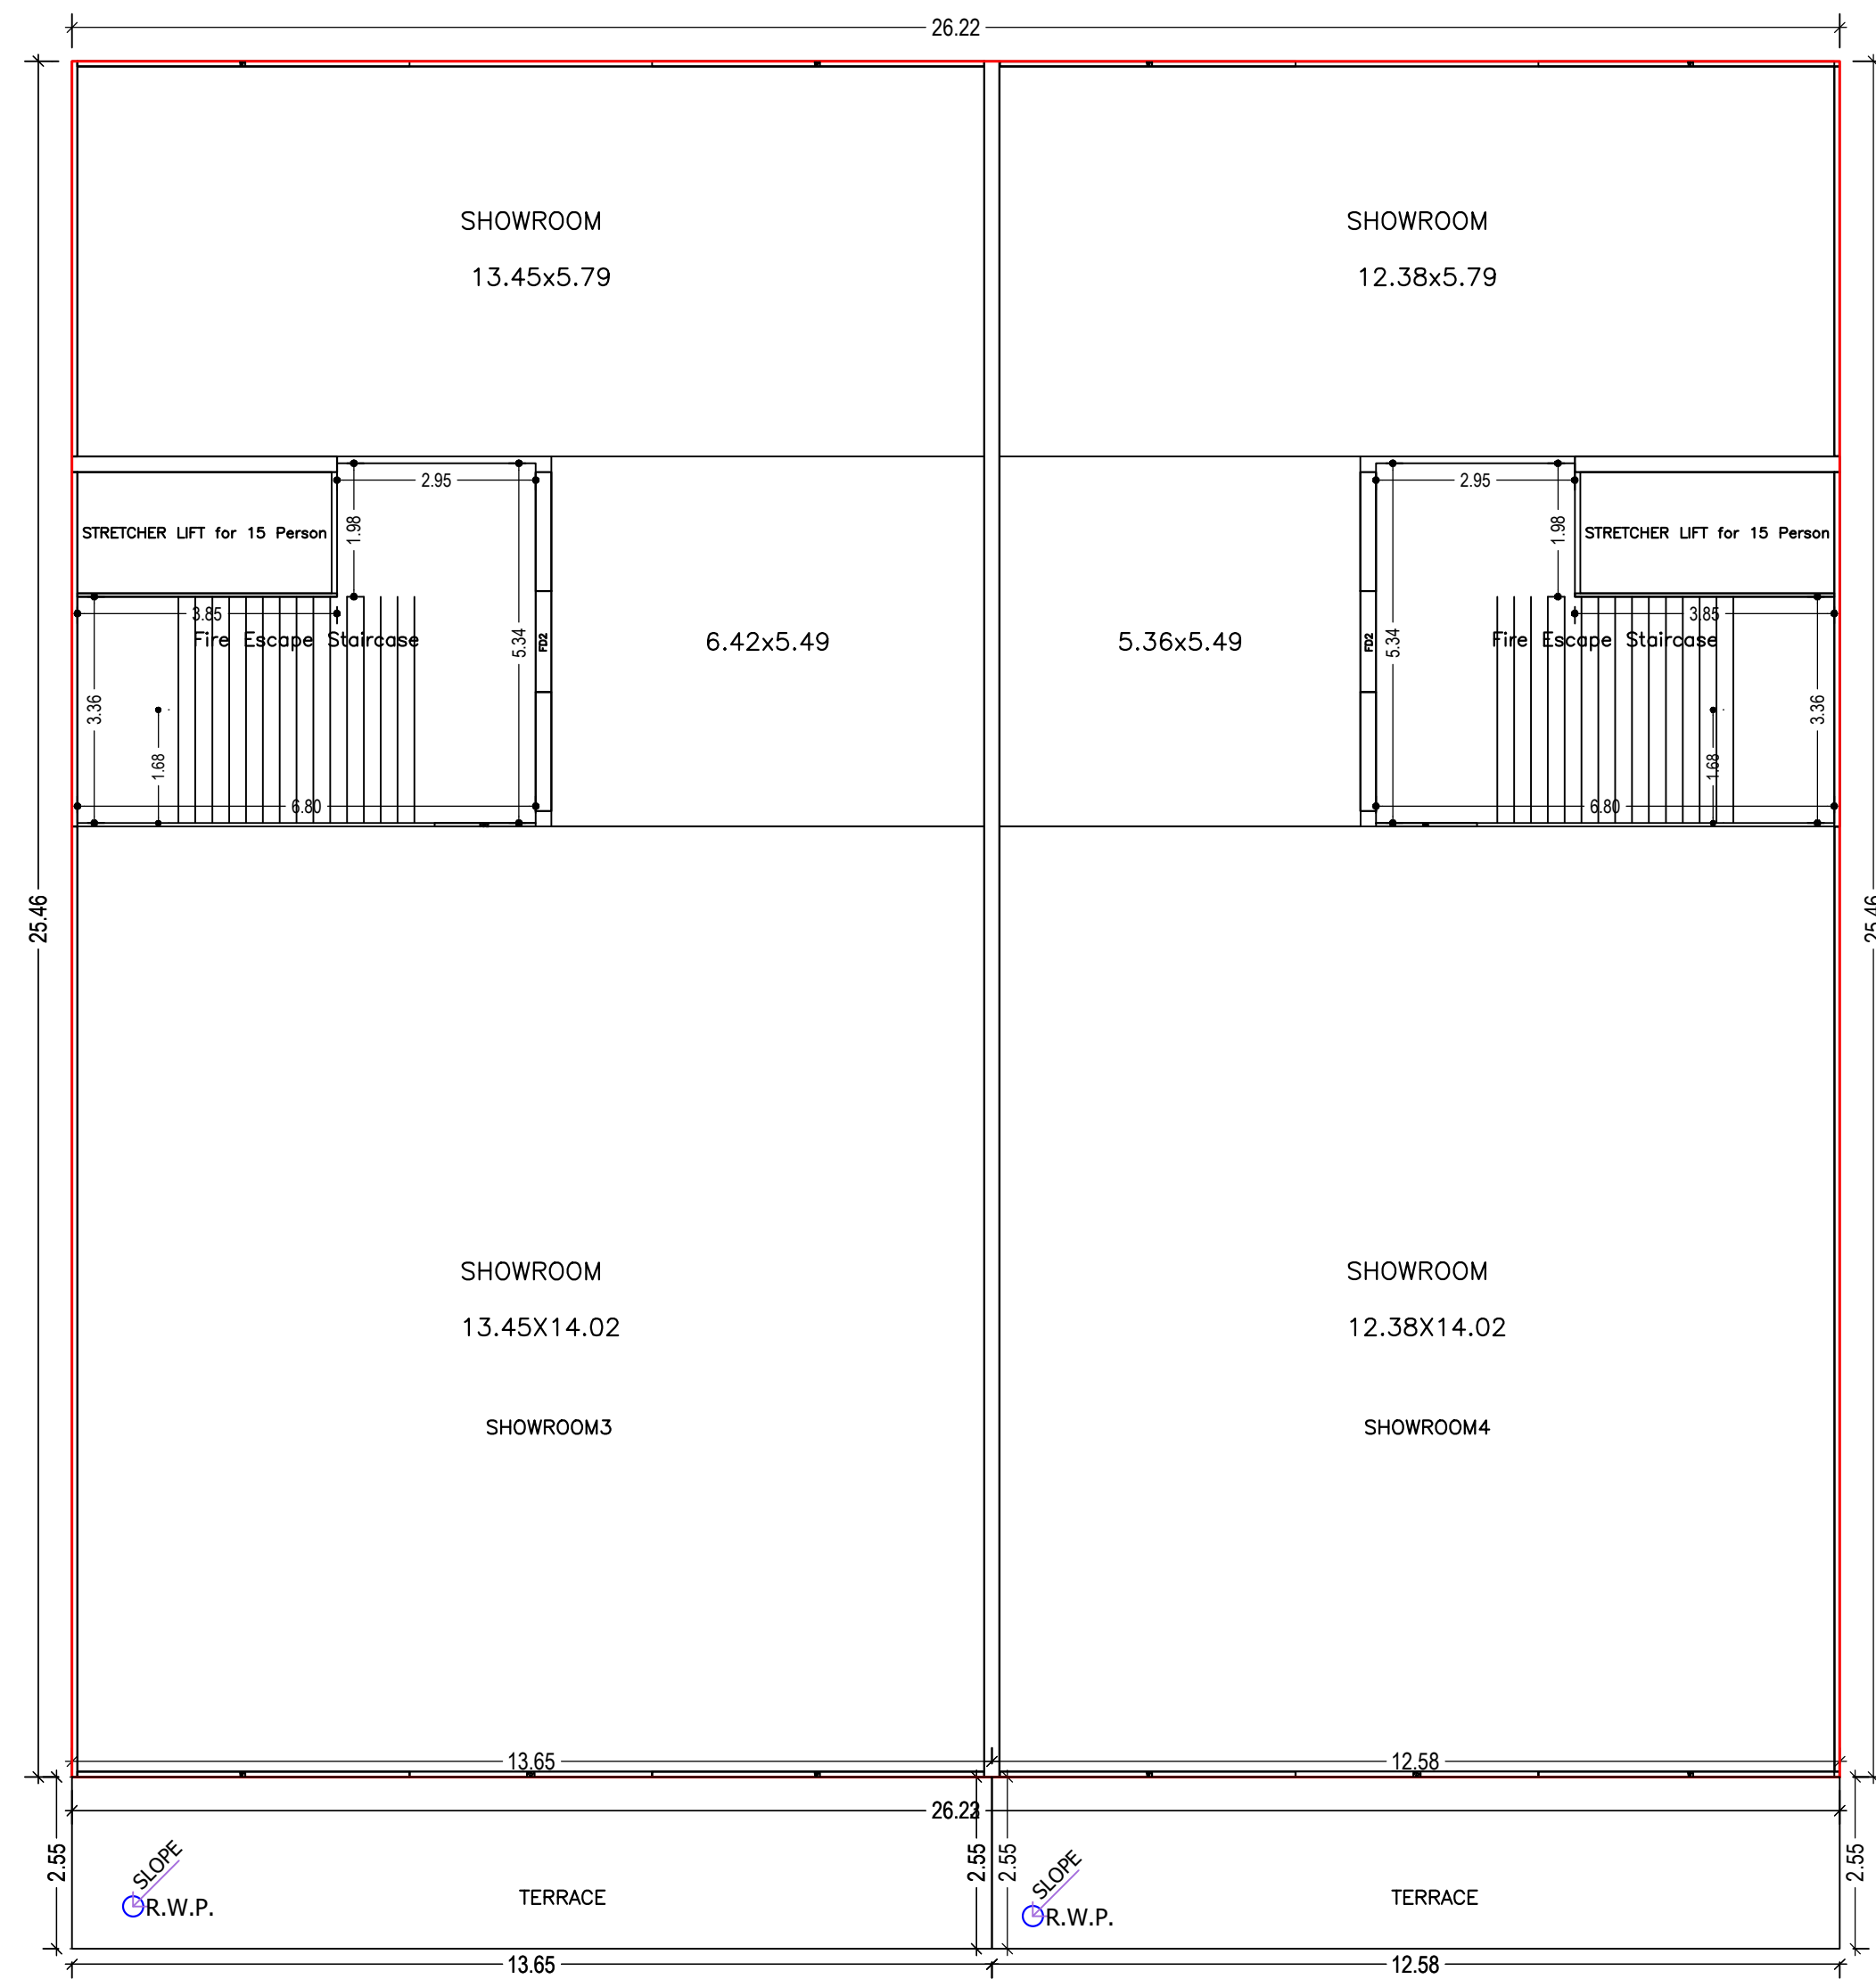 26.22
SHOWROOM
13.45x5.79
SHOWROOM
12.38x5.79
2.95
2.95
STRETCHER LIFT for 15 Person
1.98
1.98
STRETCHER LIFT for 15 Person
3.85
3.85
Fire Escape Staircase
5.34
FD2
6.42x5.49
5.36x5.49
FD2
5.34
Fire Escape Staircase
3.36
3.36
1.68
1.68
6.80
6.80
25.46
25.46
SHOWROOM
13.45X14.02
SHOWROOM
12.38X14.02
SHOWROOM3
SHOWROOM4
13.65
12.58
2.55
SLOPE
R.W.P.
TERRACE
2.55
2.55
SLOPE
R.W.P.
TERRACE
2.55
13.65
12.58